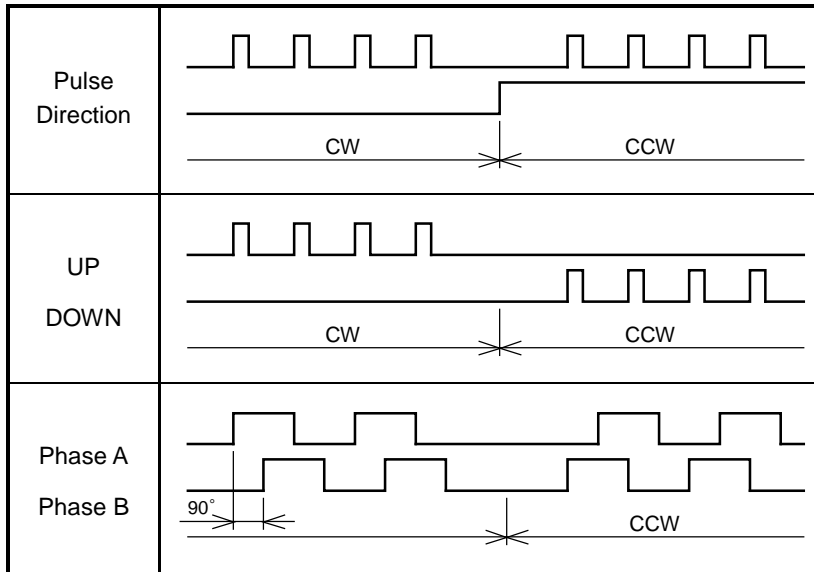 Pulse
Direction
CW CCW
UP
DOWN
CW CCW
Phase A
Phase B
90°
CCW